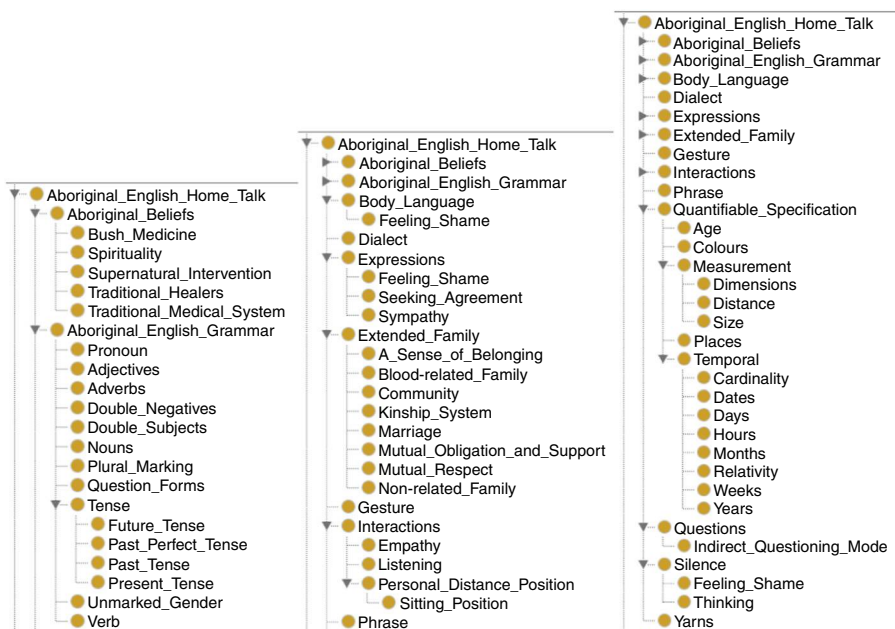 Aboriginal_English_Home_Talk
Aboriginal_Beliefs
Bush_Medicine
Spirituality
Supernatural_Intervention
Traditional_Healers
Traditional_Medical_System
Aboriginal_English_Grammar
Pronoun
Adjectives
Adverbs
Double_Negatives
Double_Subjects
Nouns
Plural_Marking
Question_Forms
Tense
Future_Tense
Past_Perfect_Tense
Past_Tense
Present_Tense
Unmarked_Gender
Verb
Aboriginal_English_Home_Talk
Aboriginal_Beliefs
Aboriginal_English_Grammar
Body_Language
Feeling_Shame
Dialect
Expressions
Feeling_Shame
Seeking_Agreement
Sympathy
Extended_Family
A_Sense_of_Belonging
Blood-related_Family
Community
Kinship_System
Marriage
Mutual_Obligation_and_Support
Mutual_Respect
Non-related_Family
Gesture
Interactions
Empathy
Listening
Personal_Distance_Position
Sitting_Position
Phrase
Aboriginal_English_Home_Talk
Aboriginal_Beliefs
Aboriginal_English_Grammar
Body_Language
Dialect
Expressions
Extended_Family
Gesture
Interactions
Phrase
Quantifiable_Specification
Age
Colours
Measurement
Dimensions
Distance
Size
Places
Temporal
Cardinality
Dates
Days
Hours
Months
Relativity
Weeks
Years
Questions
Indirect_Questioning_Mode
Silence
Feeling_Shame
Thinking
Yarns